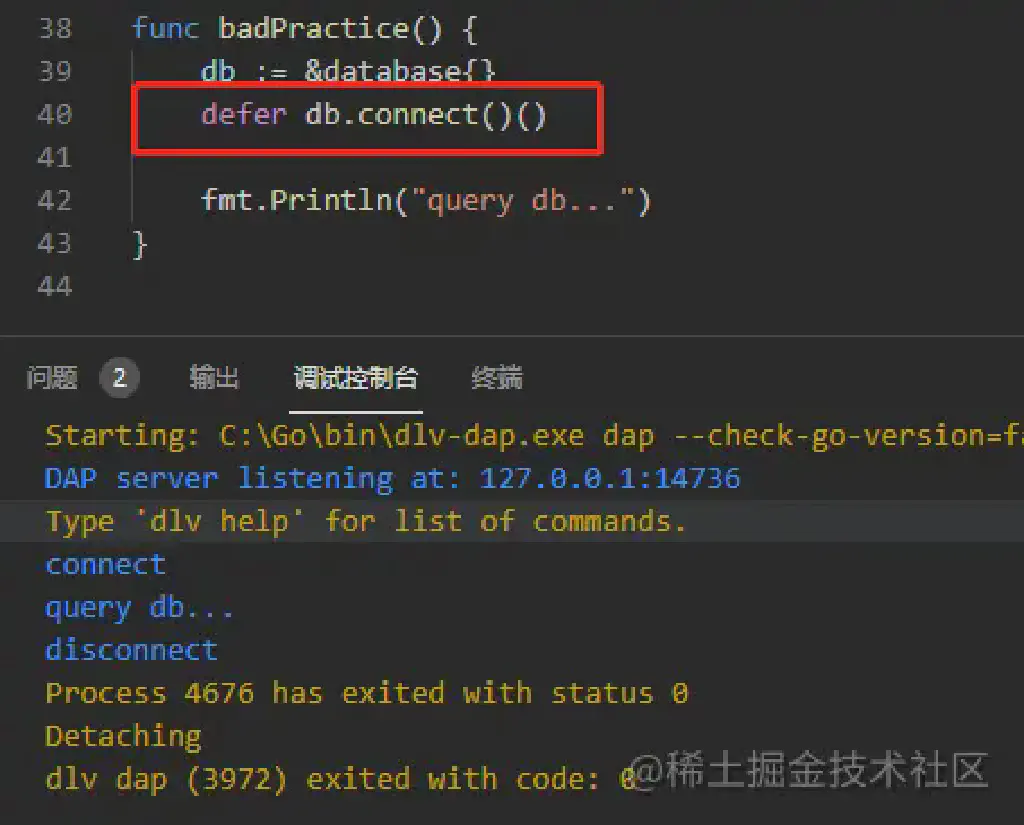 38 func badPractice() {
39 db := &database{}
40 defer db.connect()()
41
42 fmt.Println("query db...")
43 }
44
问题 2 输出 调试控制台 终端
Starting: C:\Go\bin\dlv-dap.exe dap --check-go-version=fa
DAP server listening at: 127.0.0.1:14736
Type 'dlv help' for list of commands.
connect
query db...
disconnect
Process 4676 has exited with status 0
Detaching
dlv dap (3972) exited with code: 0
@稀土掘金技术社区